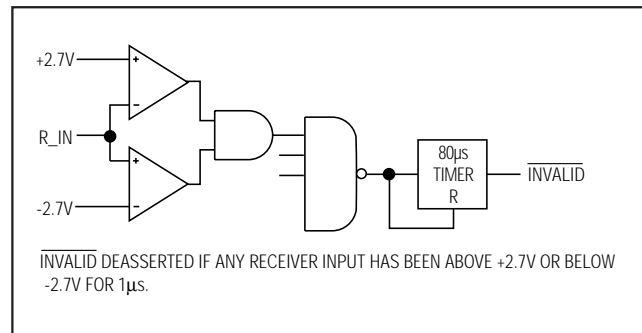 +2.7V
+
−
R_IN
80μs
TIMER
R
INVALID
+
−
-2.7V
INVALID DEASSERTED IF ANY RECEIVER INPUT HAS BEEN ABOVE +2.7V OR BELOW
-2.7V FOR 1μs.